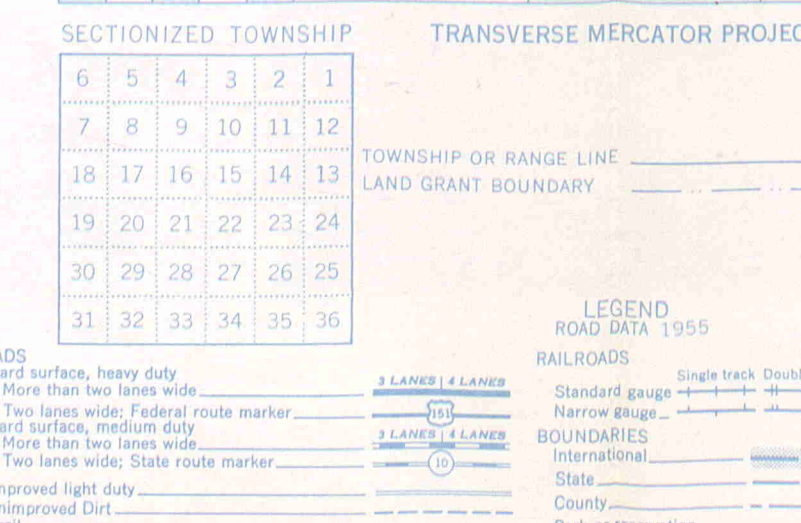 SECTIONIZED TOWNSHIP
TRANSVERSE MERCATOR PROJEC
6 5 4 3 2 1
7 8 9 10 11 12
18 17 16 15 14 13
19 20 21 22 23 24
30 29 28 27 26 25
31 32 33 34 35 36
TOWNSHIP OR RANGE LINE
LAND GRANT BOUNDARY
LEGEND
ROAD DATA 1955
ADS
ard surface, heavy duty
More than two lanes wide 3 LANES | 4 LANES
Two lanes wide; Federal route marker 151
ard surface, medium duty
More than two lanes wide 3 LANES | 4 LANES
Two lanes wide; State route marker 10
nproved light duty
nimproved Dirt
RAILROADS
Single track Doubl
Standard gauge
Narrow gauge
BOUNDARIES
International
State
County